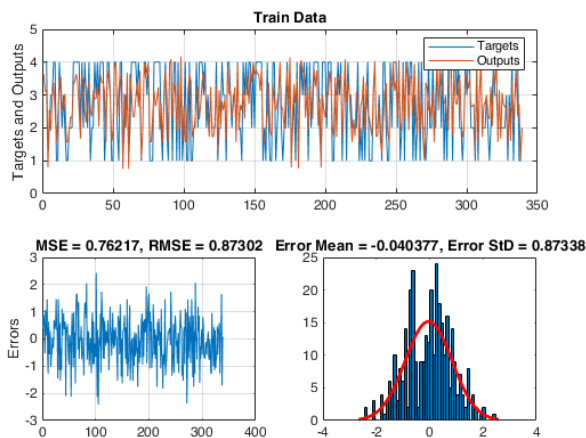 Train Data
Targets and Outputs
5
4
3
2
1
0
Targets
Outputs
0 50 100 150 200 250 300 350
MSE = 0.76217, RMSE = 0.87302
Errors
3
2
1
0
-1
-2
-3
0 100 200 300 400
Error Mean = -0.040377, Error StD = 0.87338
25
20
15
10
5
0
-4 -2 0 2 4